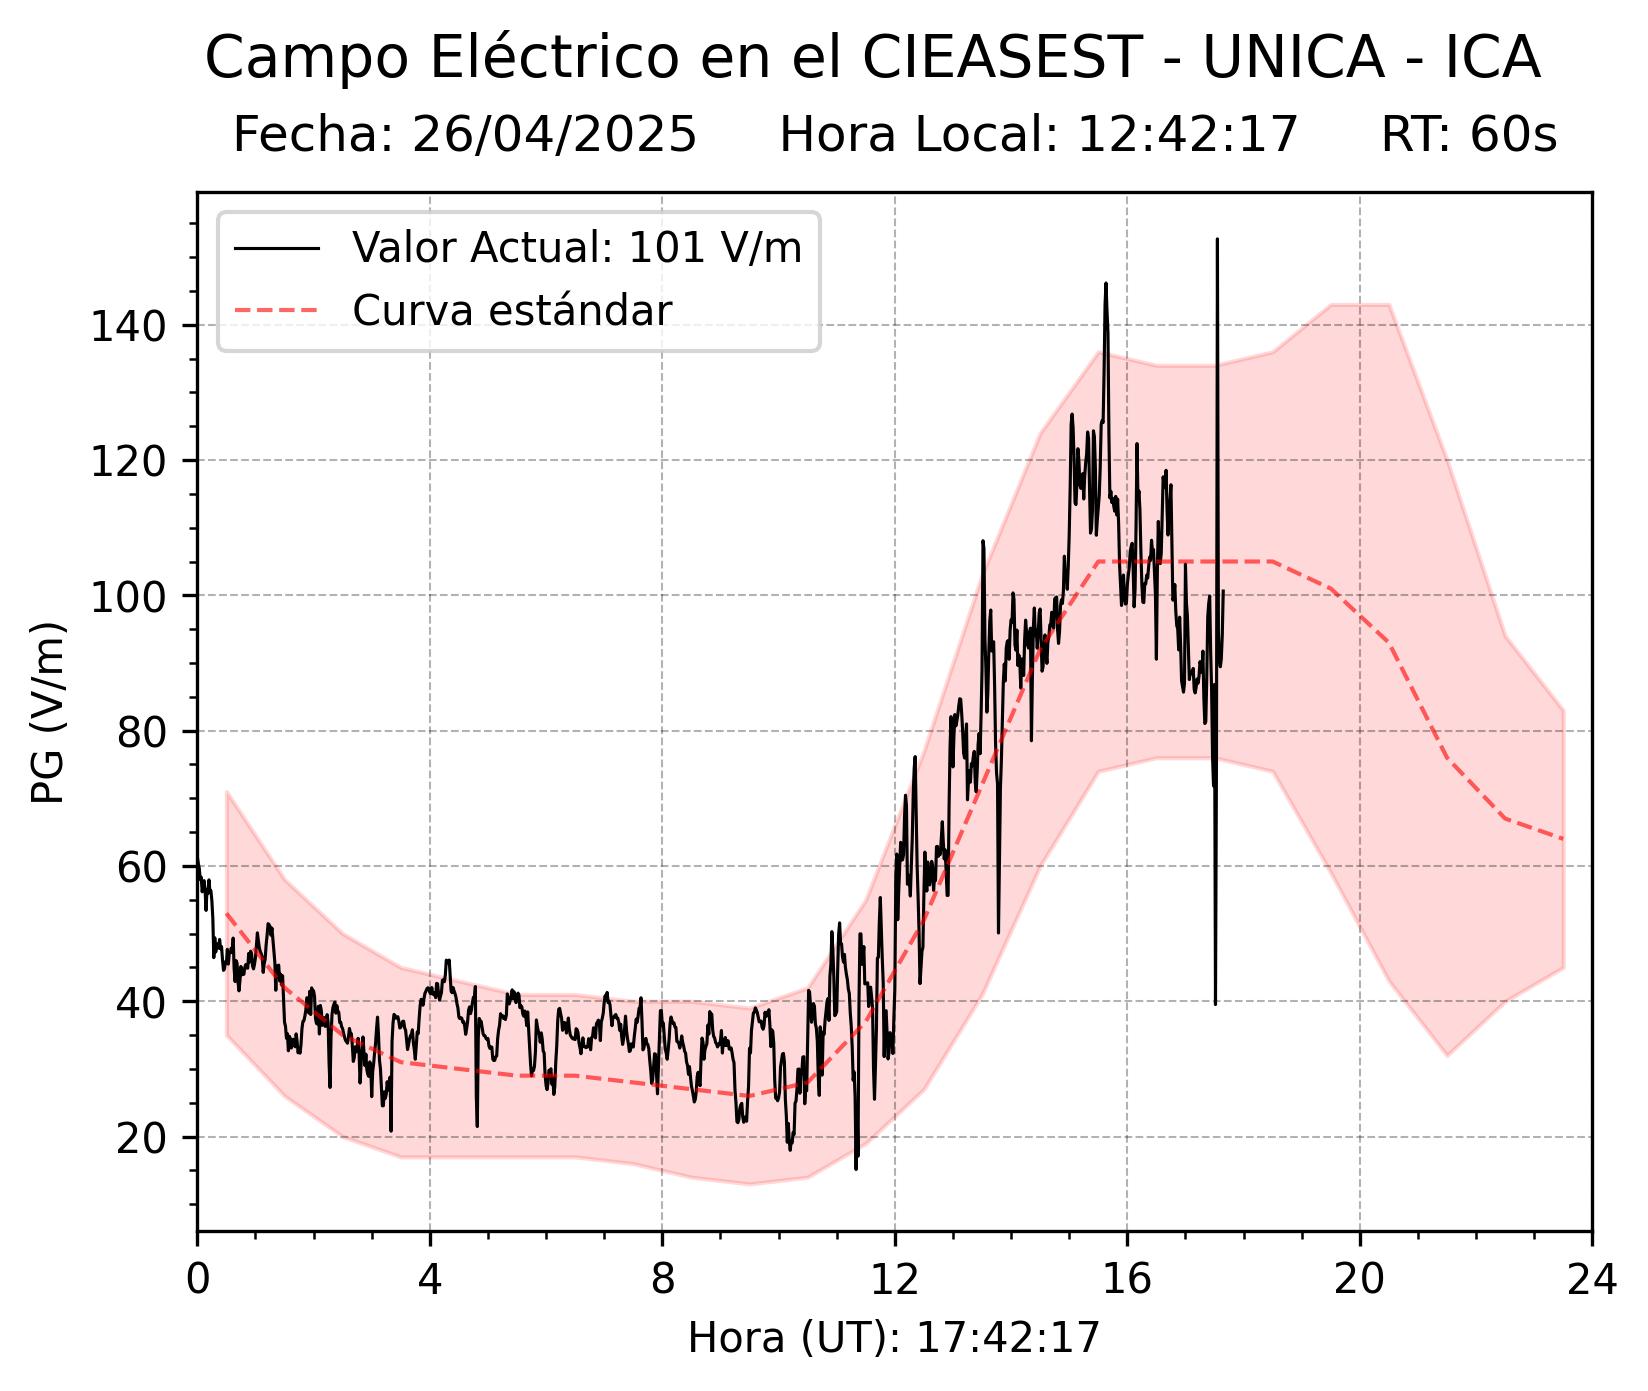 Campo Eléctrico en el CIEASEST - UNICA - ICA
Fecha: 26/04/2025 Hora Local: 12:42:17 RT: 60s
Valor Actual: 101 V/m
Curva estándar
PG (V/m)
140
120
100
80
60
40
20
0 4 8 12 16 20 24
Hora (UT): 17:42:17